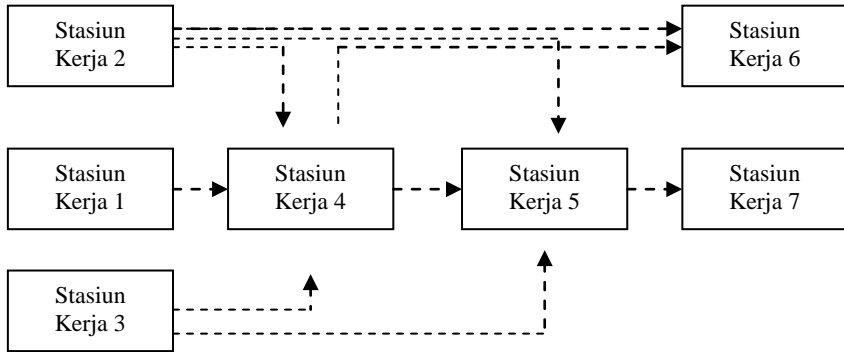 Stasiun
Kerja 2
Stasiun
Kerja 6
Stasiun
Kerja 1
Stasiun
Kerja 4
Stasiun
Kerja 5
Stasiun
Kerja 7
Stasiun
Kerja 3